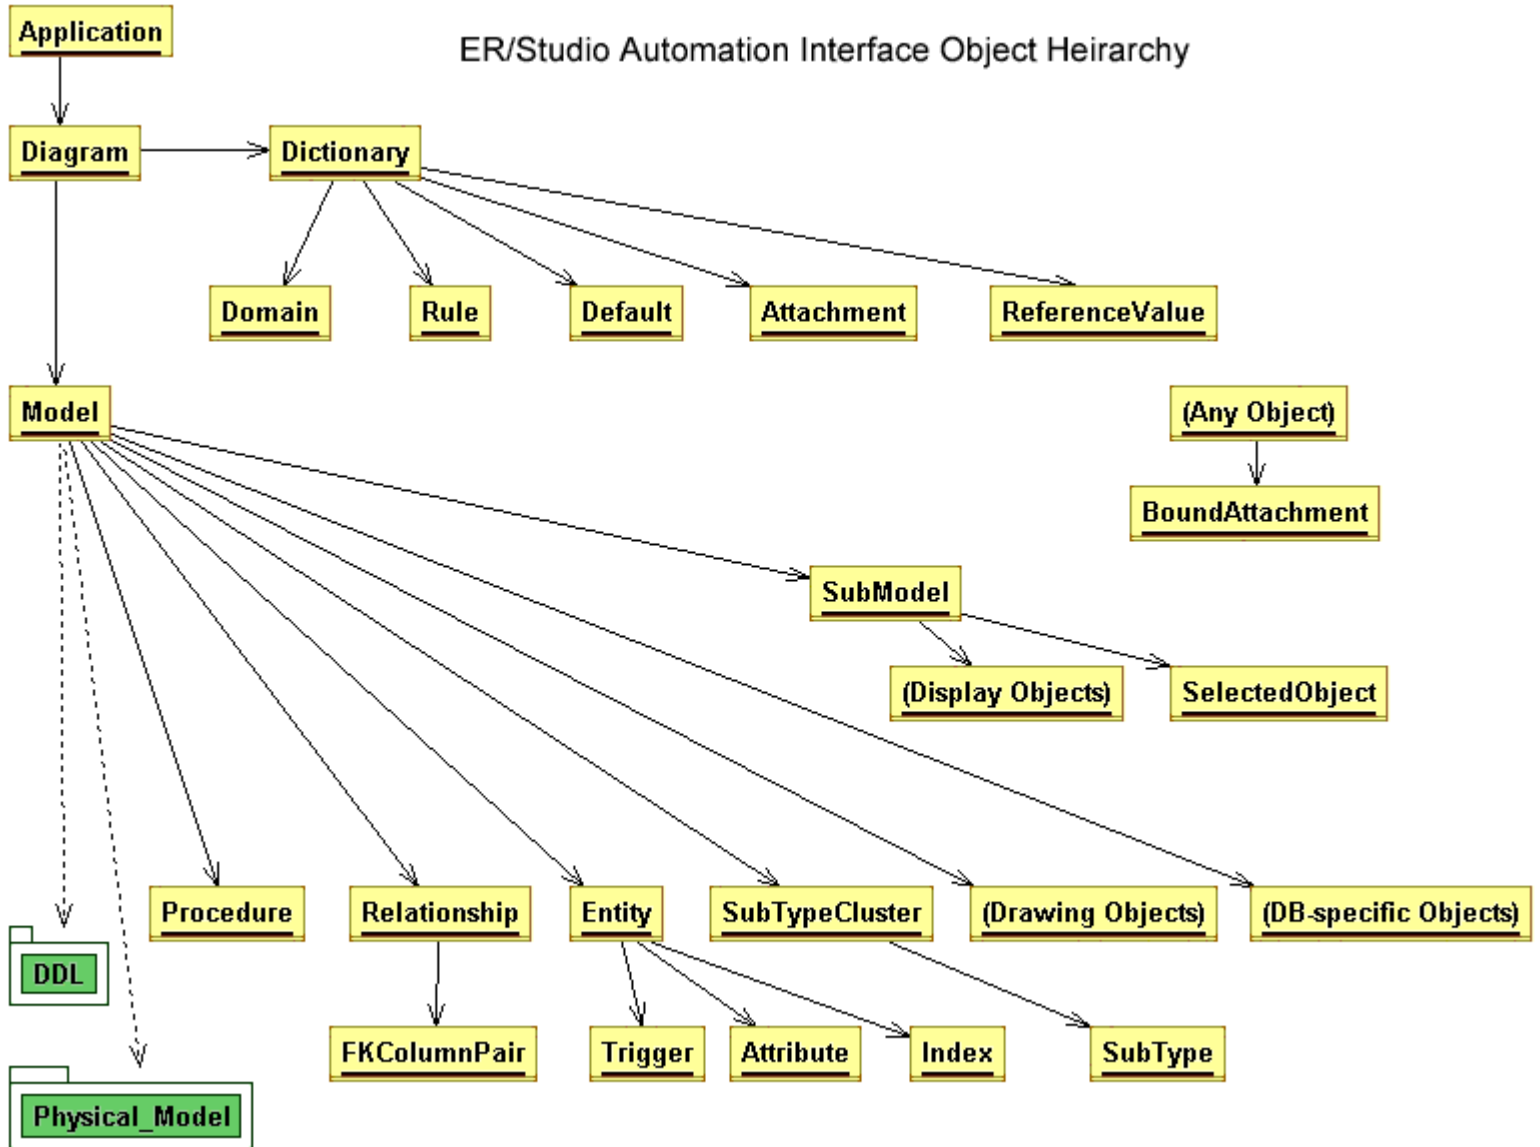 Application
ER/Studio Automation Interface Object Heirarchy
Diagram
Dictionary
Domain
Rule
Default
Attachment
ReferenceValue
Model
(Any Object)
BoundAttachment
SubModel
(Display Objects)
SelectedObject
Procedure
Relationship
Entity
SubTypeCluster
(Drawing Objects)
(DB-specific Objects)
DDL
FKColumnPair
Trigger
Attribute
Index
SubType
Physical_Model